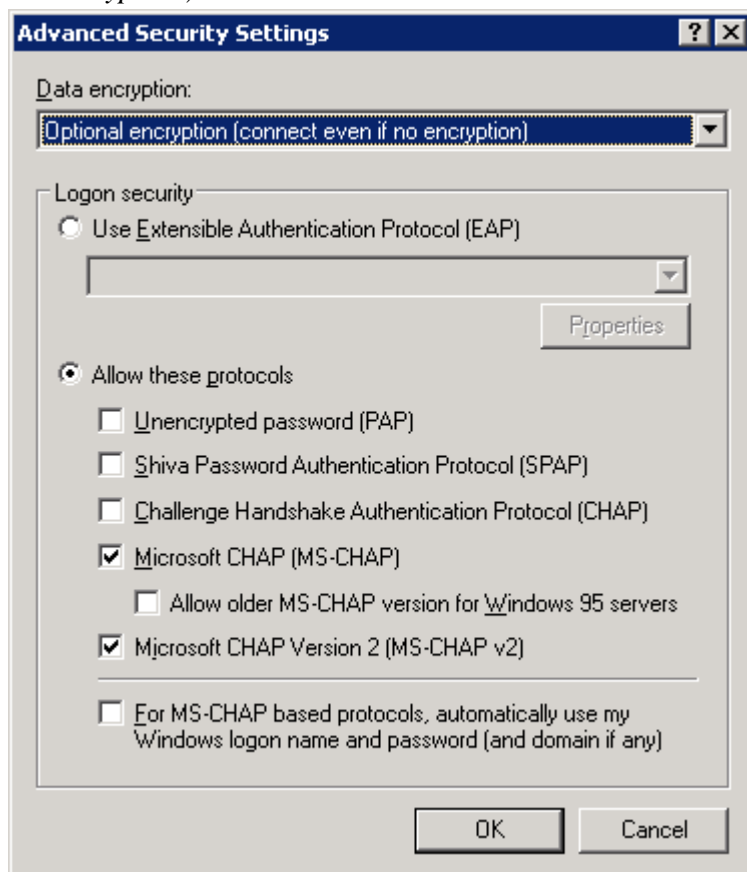 Advanced Security Settings
Data encryption:
Optional encryption (connect even if no encryption)
Logon security
Use Extensible Authentication Protocol (EAP)
Properties
Allow these protocols
Unencrypted password (PAP)
Shiva Password Authentication Protocol (SPAP)
Challenge Handshake Authentication Protocol (CHAP)
Microsoft CHAP (MS-CHAP)
Allow older MS-CHAP version for Windows 95 servers
Microsoft CHAP Version 2 (MS-CHAP v2)
For MS-CHAP based protocols, automatically use my
Windows logon name and password (and domain if any)
OK Cancel